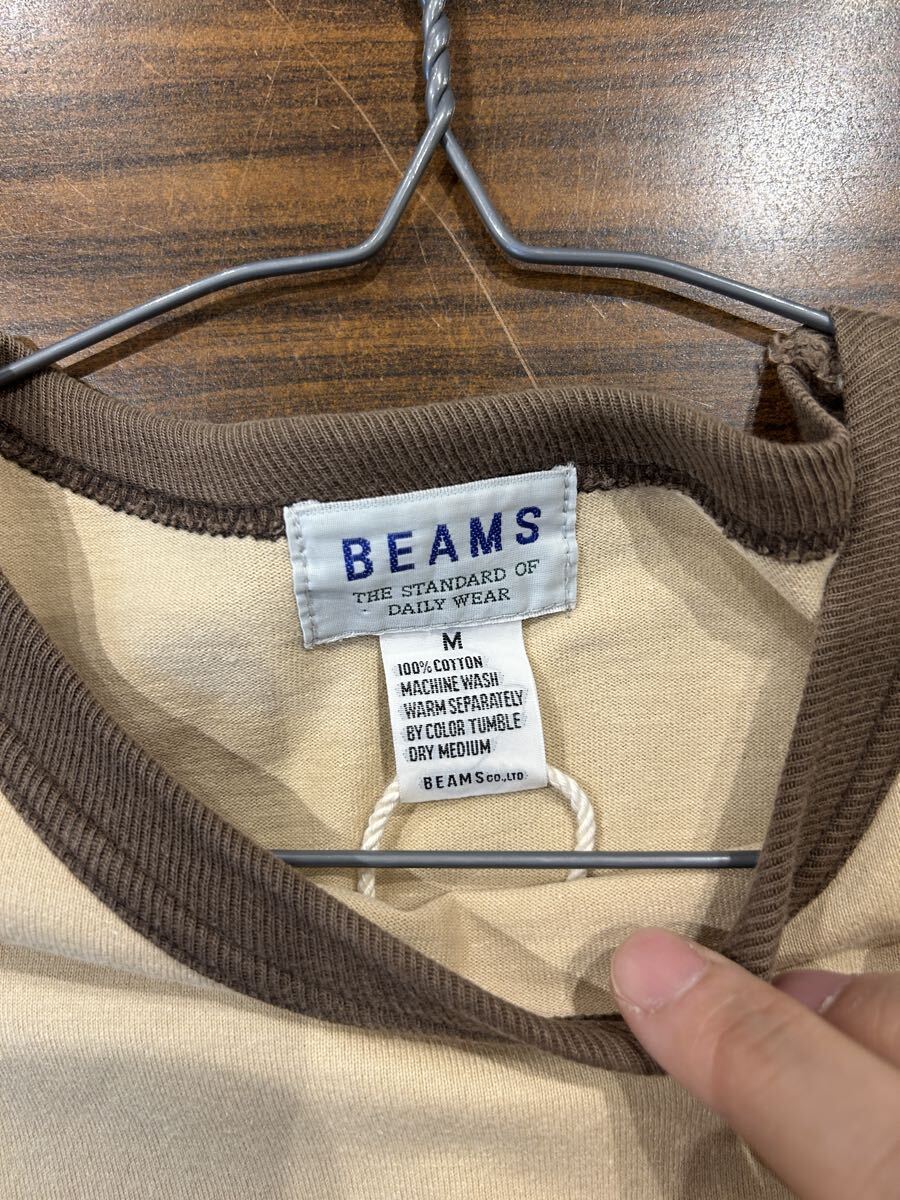 BEAMS
THE STANDARD OF
DAILY WEAR
M
100% COTTON
MACHINE WASH
WARM SEPARATELY
BY COLOR TUMBLE
DRY MEDIUM
BEAMS CO.,LTD